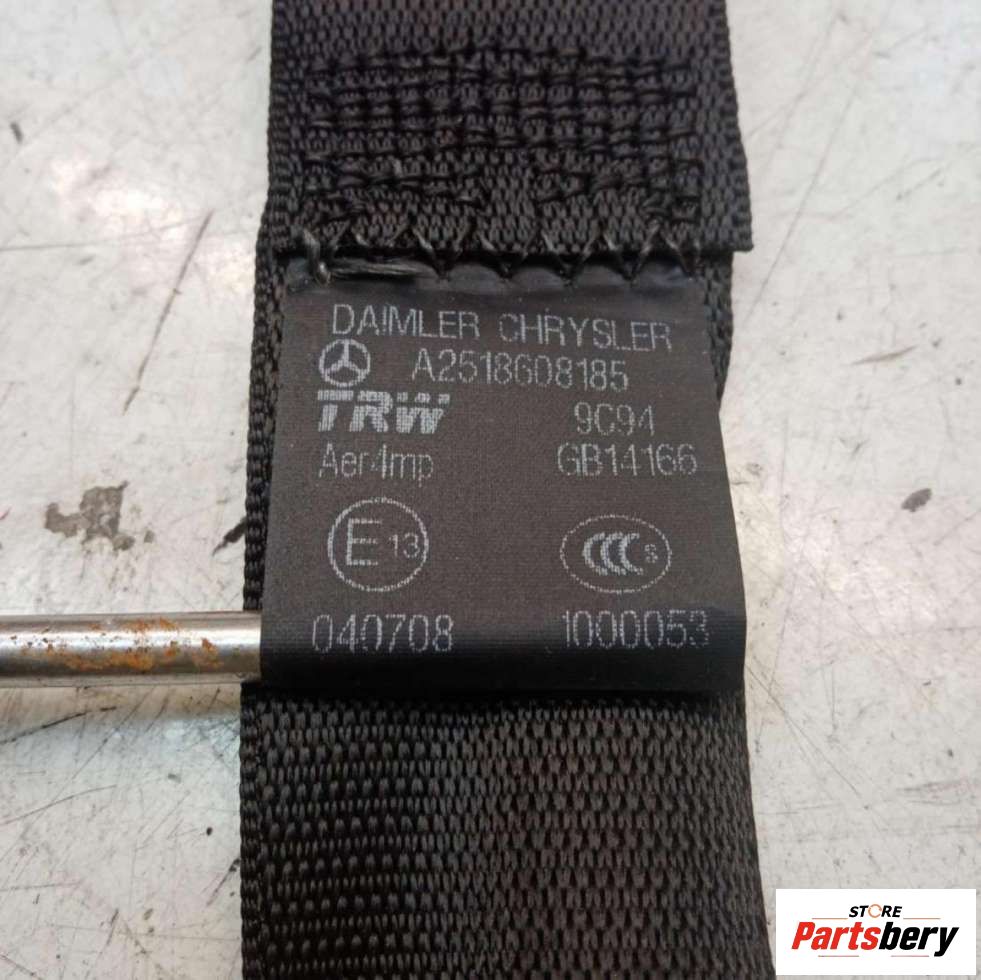 DAIMLER CHRYSLER
A2518608185
TRW 9C94
Aer4mp GB14166
E 13 CCC S
040708 1000053
STORE
Partsbery